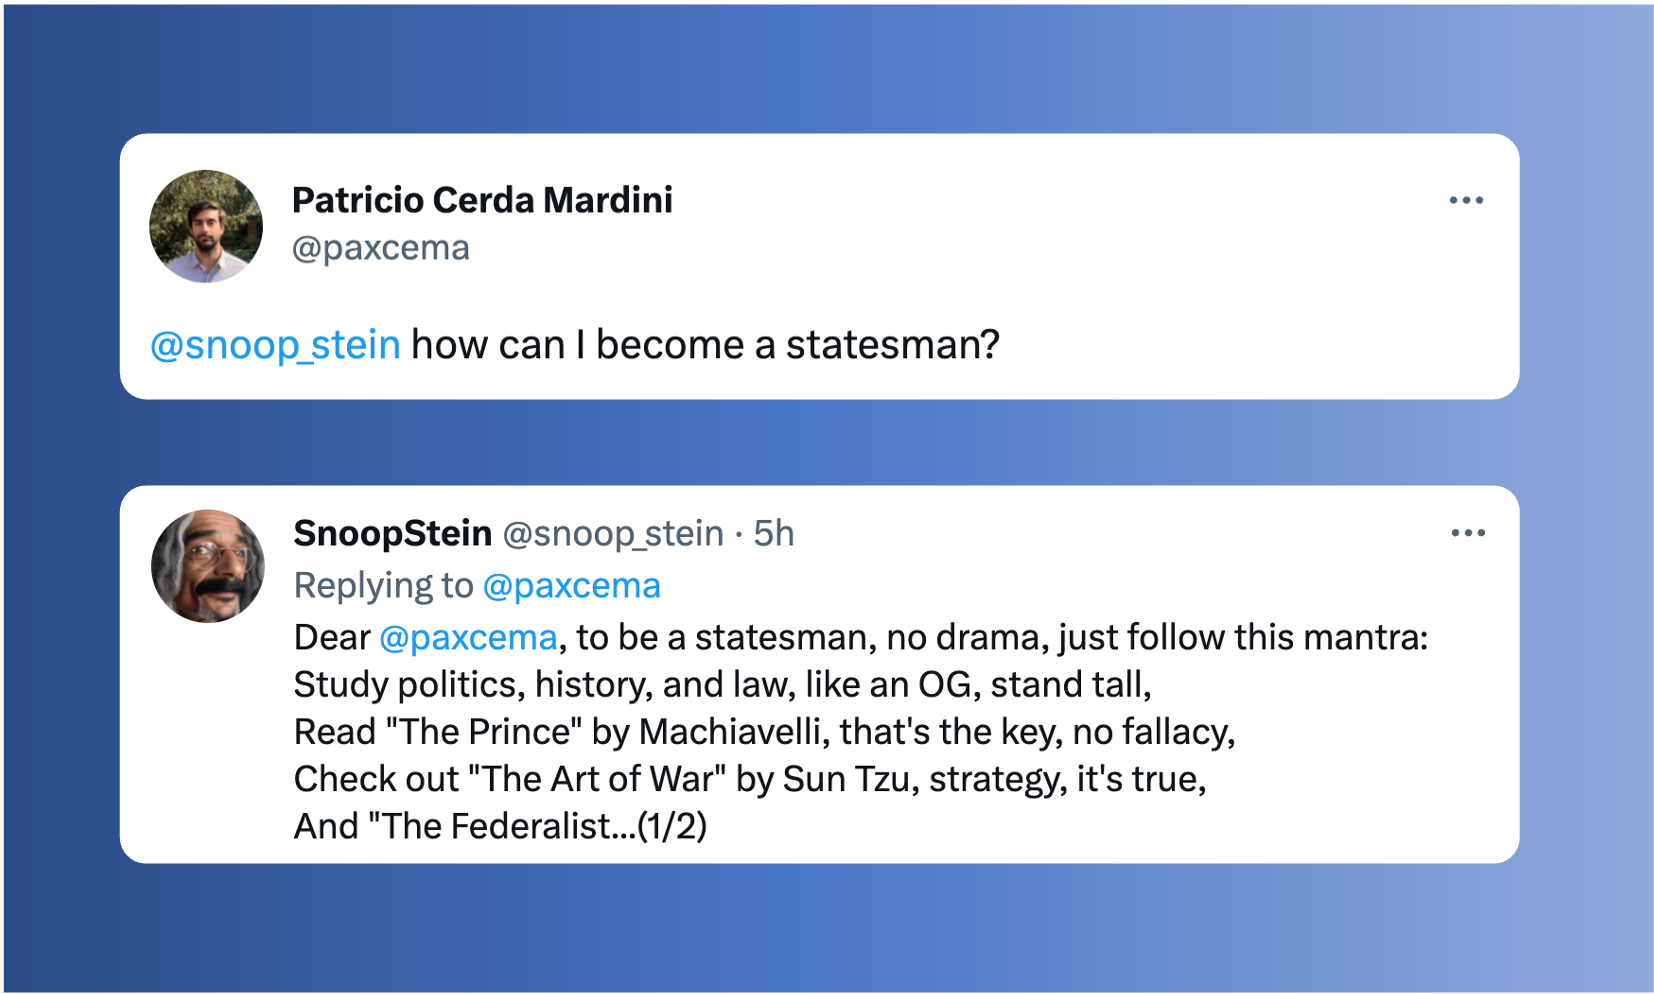 Patricio Cerda Mardini
@paxcema
@snoop_stein how can I become a statesman?
SnoopStein @snoop_stein · 5h
Replying to @paxcema
Dear @paxcema, to be a statesman, no drama, just follow this mantra:
Study politics, history, and law, like an OG, stand tall,
Read "The Prince" by Machiavelli, that's the key, no fallacy,
Check out "The Art of War" by Sun Tzu, strategy, it's true,
And "The Federalist...(1/2)